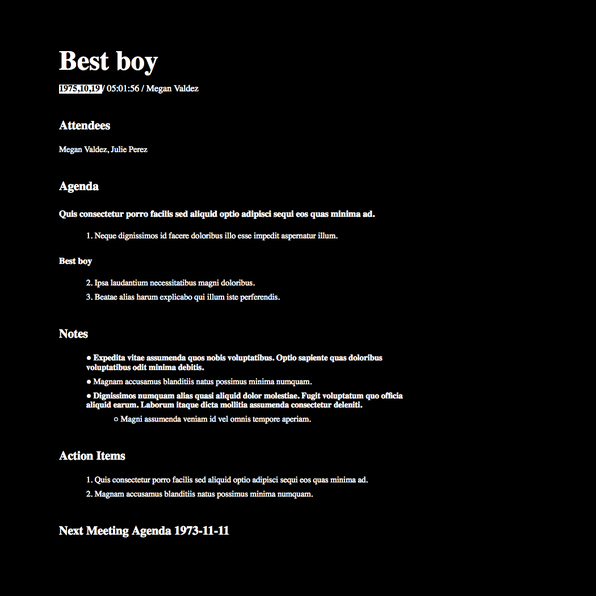 Best boy
1975.10.19 / 05:01:56 / Megan Valdez
Attendees
Megan Valdez, Julie Perez
Agenda
Quis consectetur porro facilis sed aliquid optio adipisci sequi eos quas minima ad.
1. Neque dignissimos id facere doloribus illo esse impedit aspernatur illum.
Best boy
2. Ipsa laudantium necessitatibus magni doloribus.
3. Beatae alias harum explicabo qui illum iste perferendis.
Notes
● Expedita vitae assumenda quos nobis voluptatibus. Optio sapiente quas doloribus
voluptatibus odit minima debitis.
● Magnam accusamus blanditiis natus possimus minima numquam.
● Dignissimos numquam alias quasi aliquid dolor molestiae. Fugit voluptatum quo officia
aliquid earum. Laborum itaque dicta mollitia assumenda consectetur deleniti.
○ Magni assumenda veniam id vel omnis tempore aperiam.
Action Items
1. Quis consectetur porro facilis sed aliquid optio adipisci sequi eos quas minima ad.
2. Magnam accusamus blanditiis natus possimus minima numquam.
Next Meeting Agenda 1973-11-11